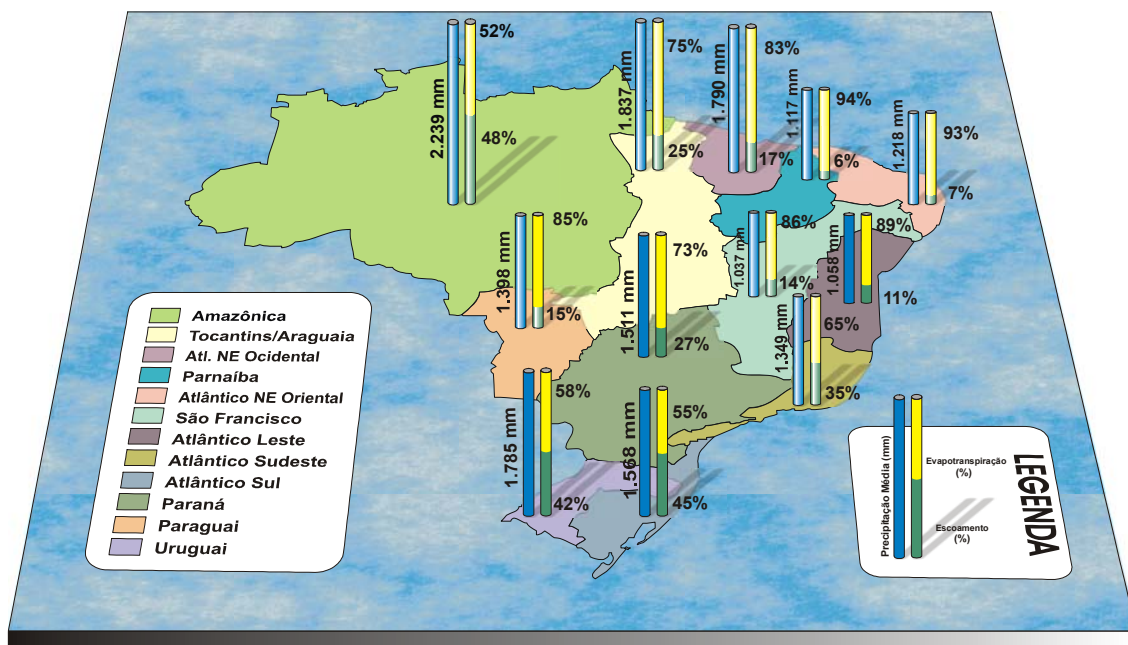 52%
2.239 mm
48%
75%
1.837 mm
25%
83%
1.790 mm
17%
94%
1.117 mm
6%
93%
1.218 mm
7%
85%
1.398 mm
15%
73%
1.511 mm
27%
86%
1.037 mm
14%
89%
1.058 mm
11%
65%
1.349 mm
35%
58%
1.785 mm
42%
55%
1.568 mm
45%
Amazônica
Tocantins/Araguaia
Atl. NE Ocidental
Parnaíba
Atlântico NE Oriental
São Francisco
Atlântico Leste
Atlântico Sudeste
Atlântico Sul
Paraná
Paraguai
Uruguai
LEGENDA
Precipitação Média (mm)
Evapotranspiração
(%)
Escoamento
(%)